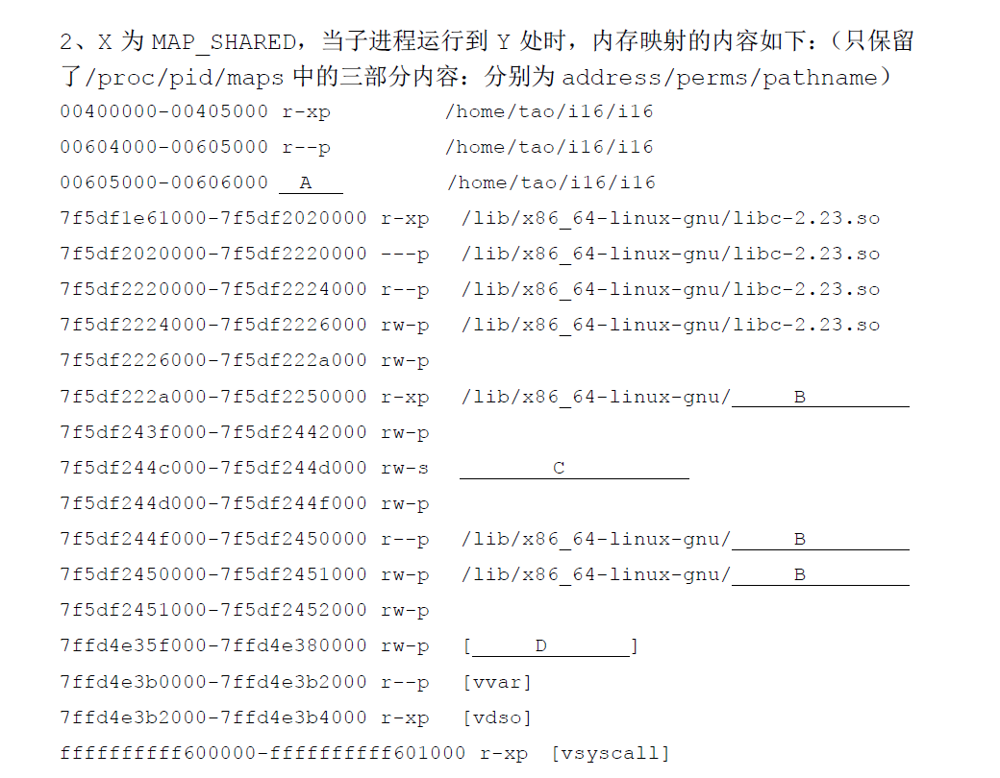 2、X 为 MAP_SHARED，当子进程运行到 Y 处时，内存映射的内容如下：（只保留
了/proc/pid/maps 中的三部分内容：分别为 address/perms/pathname）
00400000-00405000 r-xp /home/tao/i16/i16
00604000-00605000 r--p /home/tao/i16/i16
00605000-00606000 __A__ /home/tao/i16/i16
7f5df1e61000-7f5df2020000 r-xp /lib/x86_64-linux-gnu/libc-2.23.so
7f5df2020000-7f5df2220000 ---p /lib/x86_64-linux-gnu/libc-2.23.so
7f5df2220000-7f5df2224000 r--p /lib/x86_64-linux-gnu/libc-2.23.so
7f5df2224000-7f5df2226000 rw-p /lib/x86_64-linux-gnu/libc-2.23.so
7f5df2226000-7f5df222a000 rw-p
7f5df222a000-7f5df2250000 r-xp /lib/x86_64-linux-gnu/_____B_____
7f5df243f000-7f5df2442000 rw-p
7f5df244c000-7f5df244d000 rw-s _____C_____
7f5df244d000-7f5df244f000 rw-p
7f5df244f000-7f5df2450000 r--p /lib/x86_64-linux-gnu/_____B_____
7f5df2450000-7f5df2451000 rw-p /lib/x86_64-linux-gnu/_____B_____
7f5df2451000-7f5df2452000 rw-p
7ffd4e35f000-7ffd4e380000 rw-p [_____D_____]
7ffd4e3b0000-7ffd4e3b2000 r--p [vvar]
7ffd4e3b2000-7ffd4e3b4000 r-xp [vdso]
ffffffffff600000-ffffffffff601000 r-xp [vsyscall]